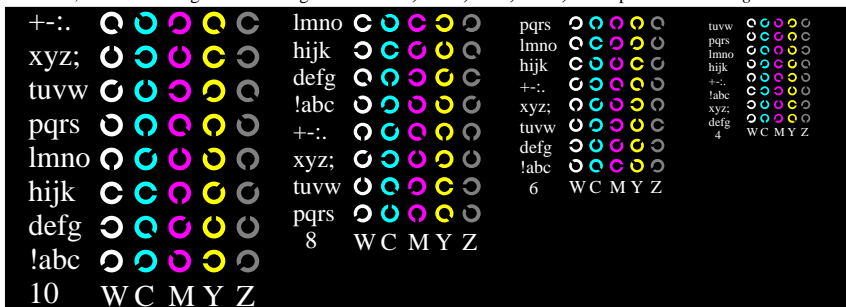 +-:.
xyz;
tuvw
pqrs
lmno
hijk
defg
!abc
10 W C M Y Z
lmno
hijk
defg
!abc
+-:.
xyz;
tuvw
pqrs
8 W C M Y Z
pqrs
lmno
hijk
+-:.
xyz;
tuvw
defg
!abc
6 W C M Y Z
tuvw
pqrs
lmno
hijk
+-:.
!abc
xyz;
defg
4 W C M Y Z